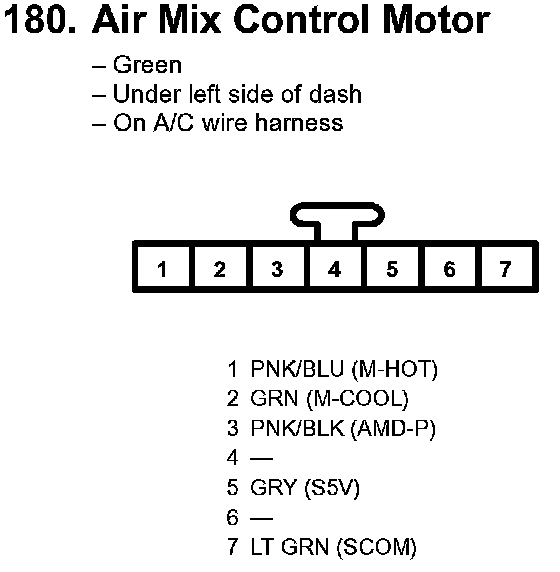 180. Air Mix Control Motor
– Green
– Under left side of dash
– On A/C wire harness
1 2 3 4 5 6 7
1 PNK/BLU (M-HOT)
2 GRN (M-COOL)
3 PNK/BLK (AMD-P)
4 —
5 GRY (S5V)
6 —
7 LT GRN (SCOM)